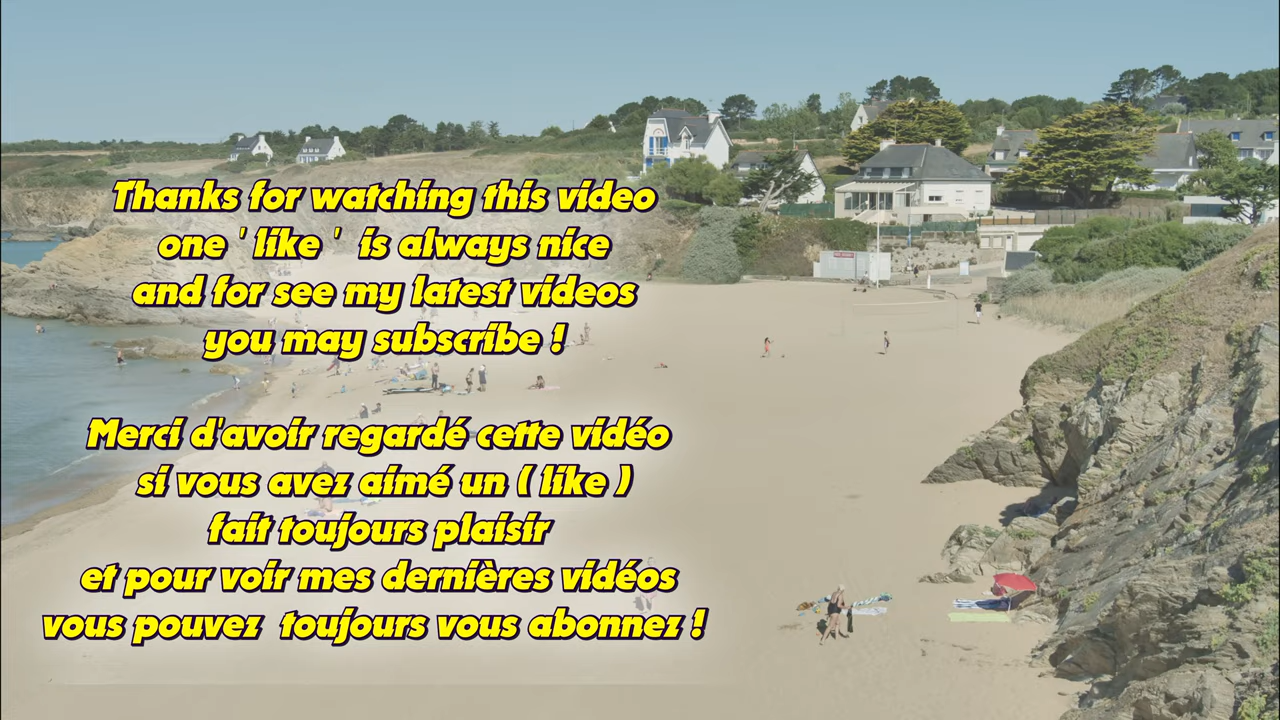 Thanks for watching this video
one ' like '  is always nice
and for see my latest videos
you may subscribe !
Merci d'avoir regardé cette vidéo
si vous avez aimé un ( like )
fait toujours plaisir
et pour voir mes dernières vidéos
vous pouvez  toujours vous abonnez !